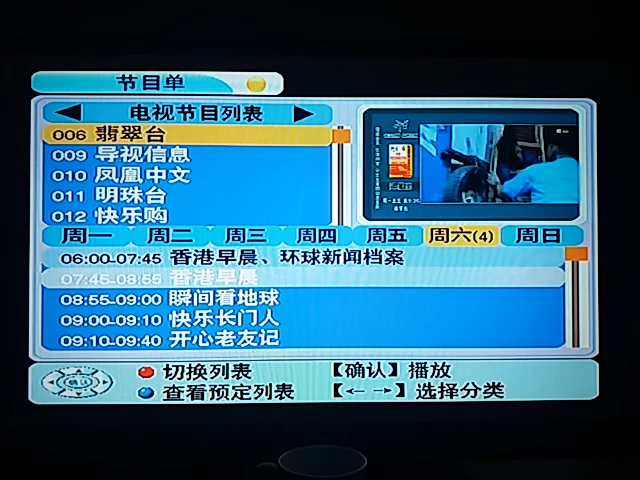 节目单
电视节目列表
006 翡翠台
009 导视信息
010 凤凰中文
011 明珠台
012 快乐购
周一 周二 周三 周四 周五 周六(4) 周日
06:00-07:45 香港早晨、环球新闻档案
07:45-08:55 香港早晨
08:55-09:00 瞬间看地球
09:00-09:10 快乐长门人
09:10-09:40 开心老友记
确认 切换列表 【确认】播放
查看预定列表 【← →】选择分类